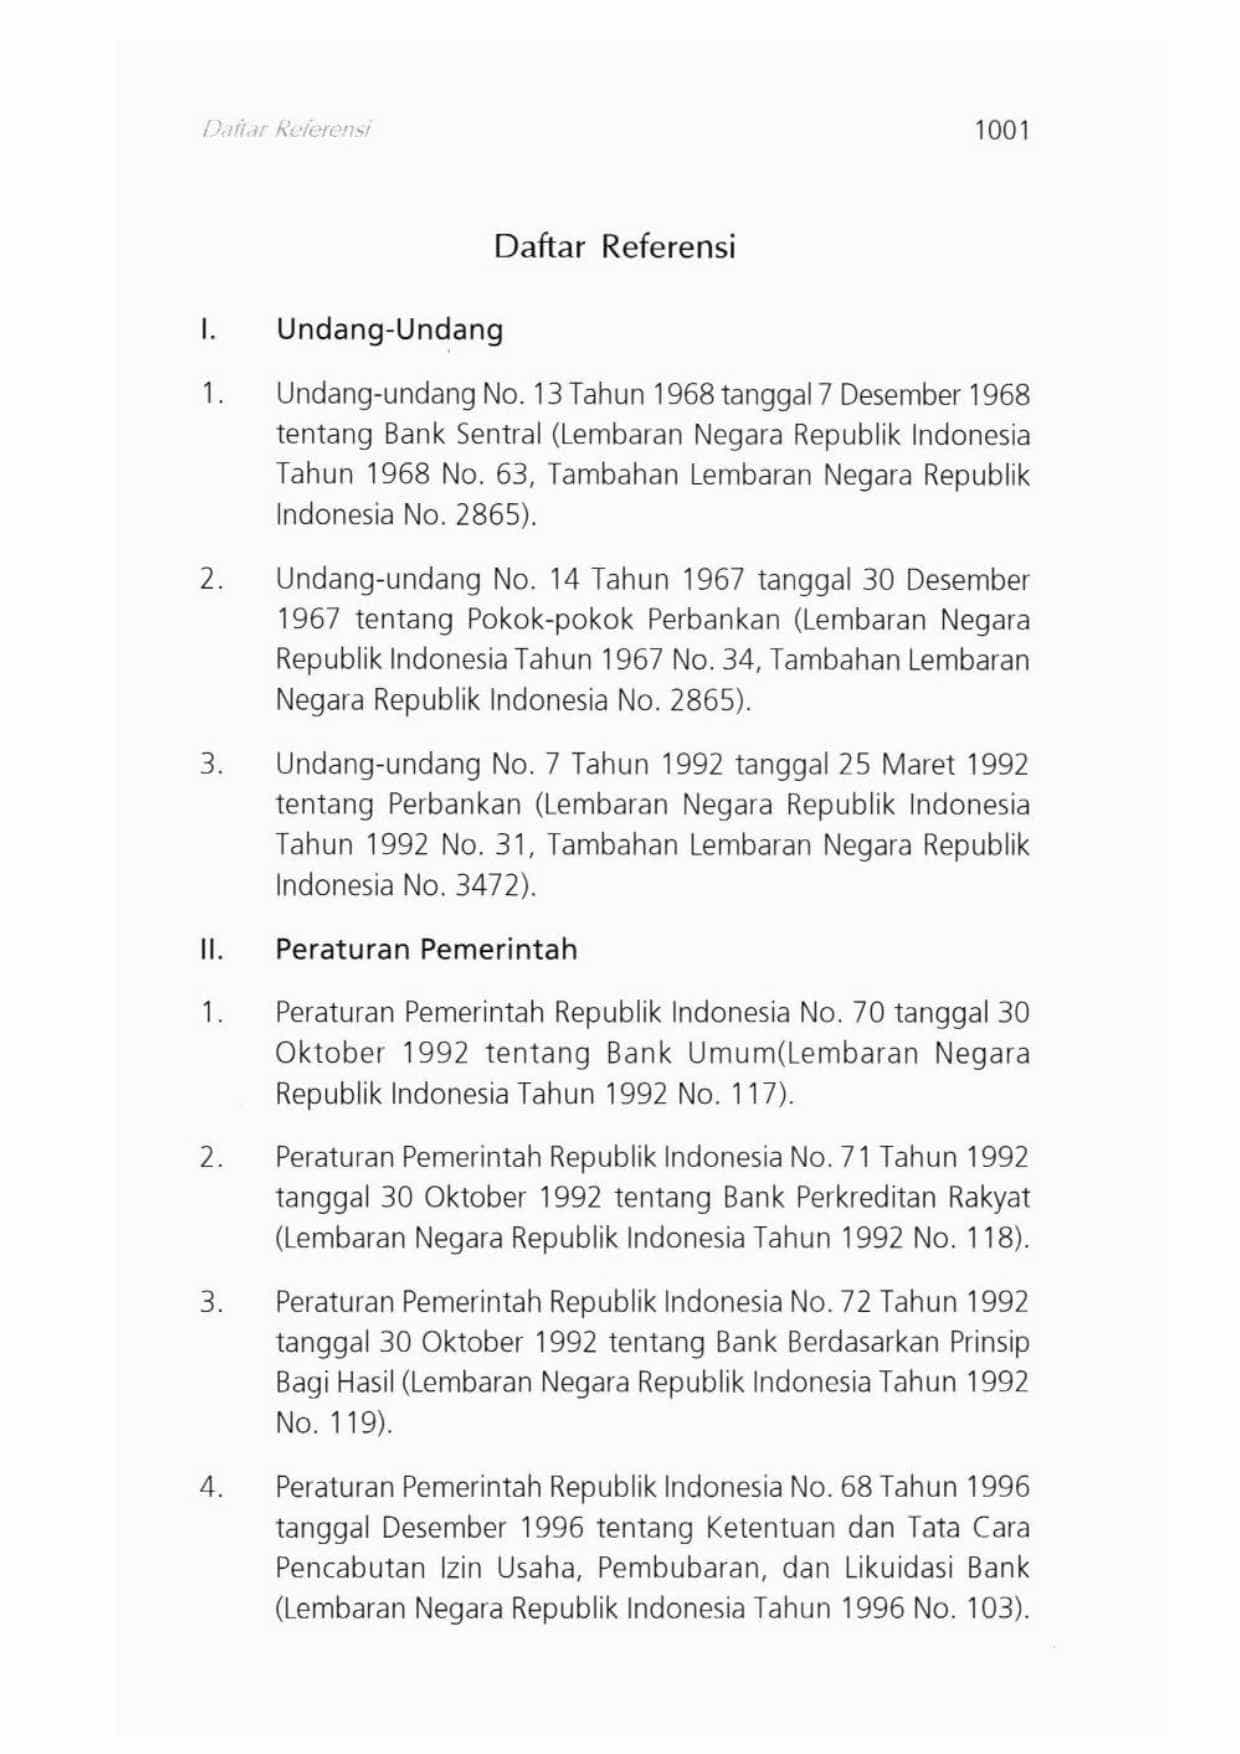 Daftar Referensi 1001
Daftar Referensi
I. Undang-Undang
1. Undang-undang No. 13 Tahun 1968 tanggal 7 Desember 1968
tentang Bank Sentral (Lembaran Negara Republik Indonesia
Tahun 1968 No. 63, Tambahan Lembaran Negara Republik
Indonesia No. 2865).
2. Undang-undang No. 14 Tahun 1967 tanggal 30 Desember
1967 tentang Pokok-pokok Perbankan (Lembaran Negara
Republik Indonesia Tahun 1967 No. 34, Tambahan Lembaran
Negara Republik Indonesia No. 2865).
3. Undang-undang No. 7 Tahun 1992 tanggal 25 Maret 1992
tentang Perbankan (Lembaran Negara Republik Indonesia
Tahun 1992 No. 31, Tambahan Lembaran Negara Republik
Indonesia No. 3472).
II. Peraturan Pemerintah
1. Peraturan Pemerintah Republik Indonesia No. 70 tanggal 30
Oktober 1992 tentang Bank Umum(Lembaran Negara
Republik Indonesia Tahun 1992 No. 117).
2. Peraturan Pemerintah Republik Indonesia No. 71 Tahun 1992
tanggal 30 Oktober 1992 tentang Bank Perkreditan Rakyat
(Lembaran Negara Republik Indonesia Tahun 1992 No. 118).
3. Peraturan Pemerintah Republik Indonesia No. 72 Tahun 1992
tanggal 30 Oktober 1992 tentang Bank Berdasarkan Prinsip
Bagi Hasil (Lembaran Negara Republik Indonesia Tahun 1992
No. 119).
4. Peraturan Pemerintah Republik Indonesia No. 68 Tahun 1996
tanggal Desember 1996 tentang Ketentuan dan Tata Cara
Pencabutan Izin Usaha, Pembubaran, dan Likuidasi Bank
(Lembaran Negara Republik Indonesia Tahun 1996 No. 103).